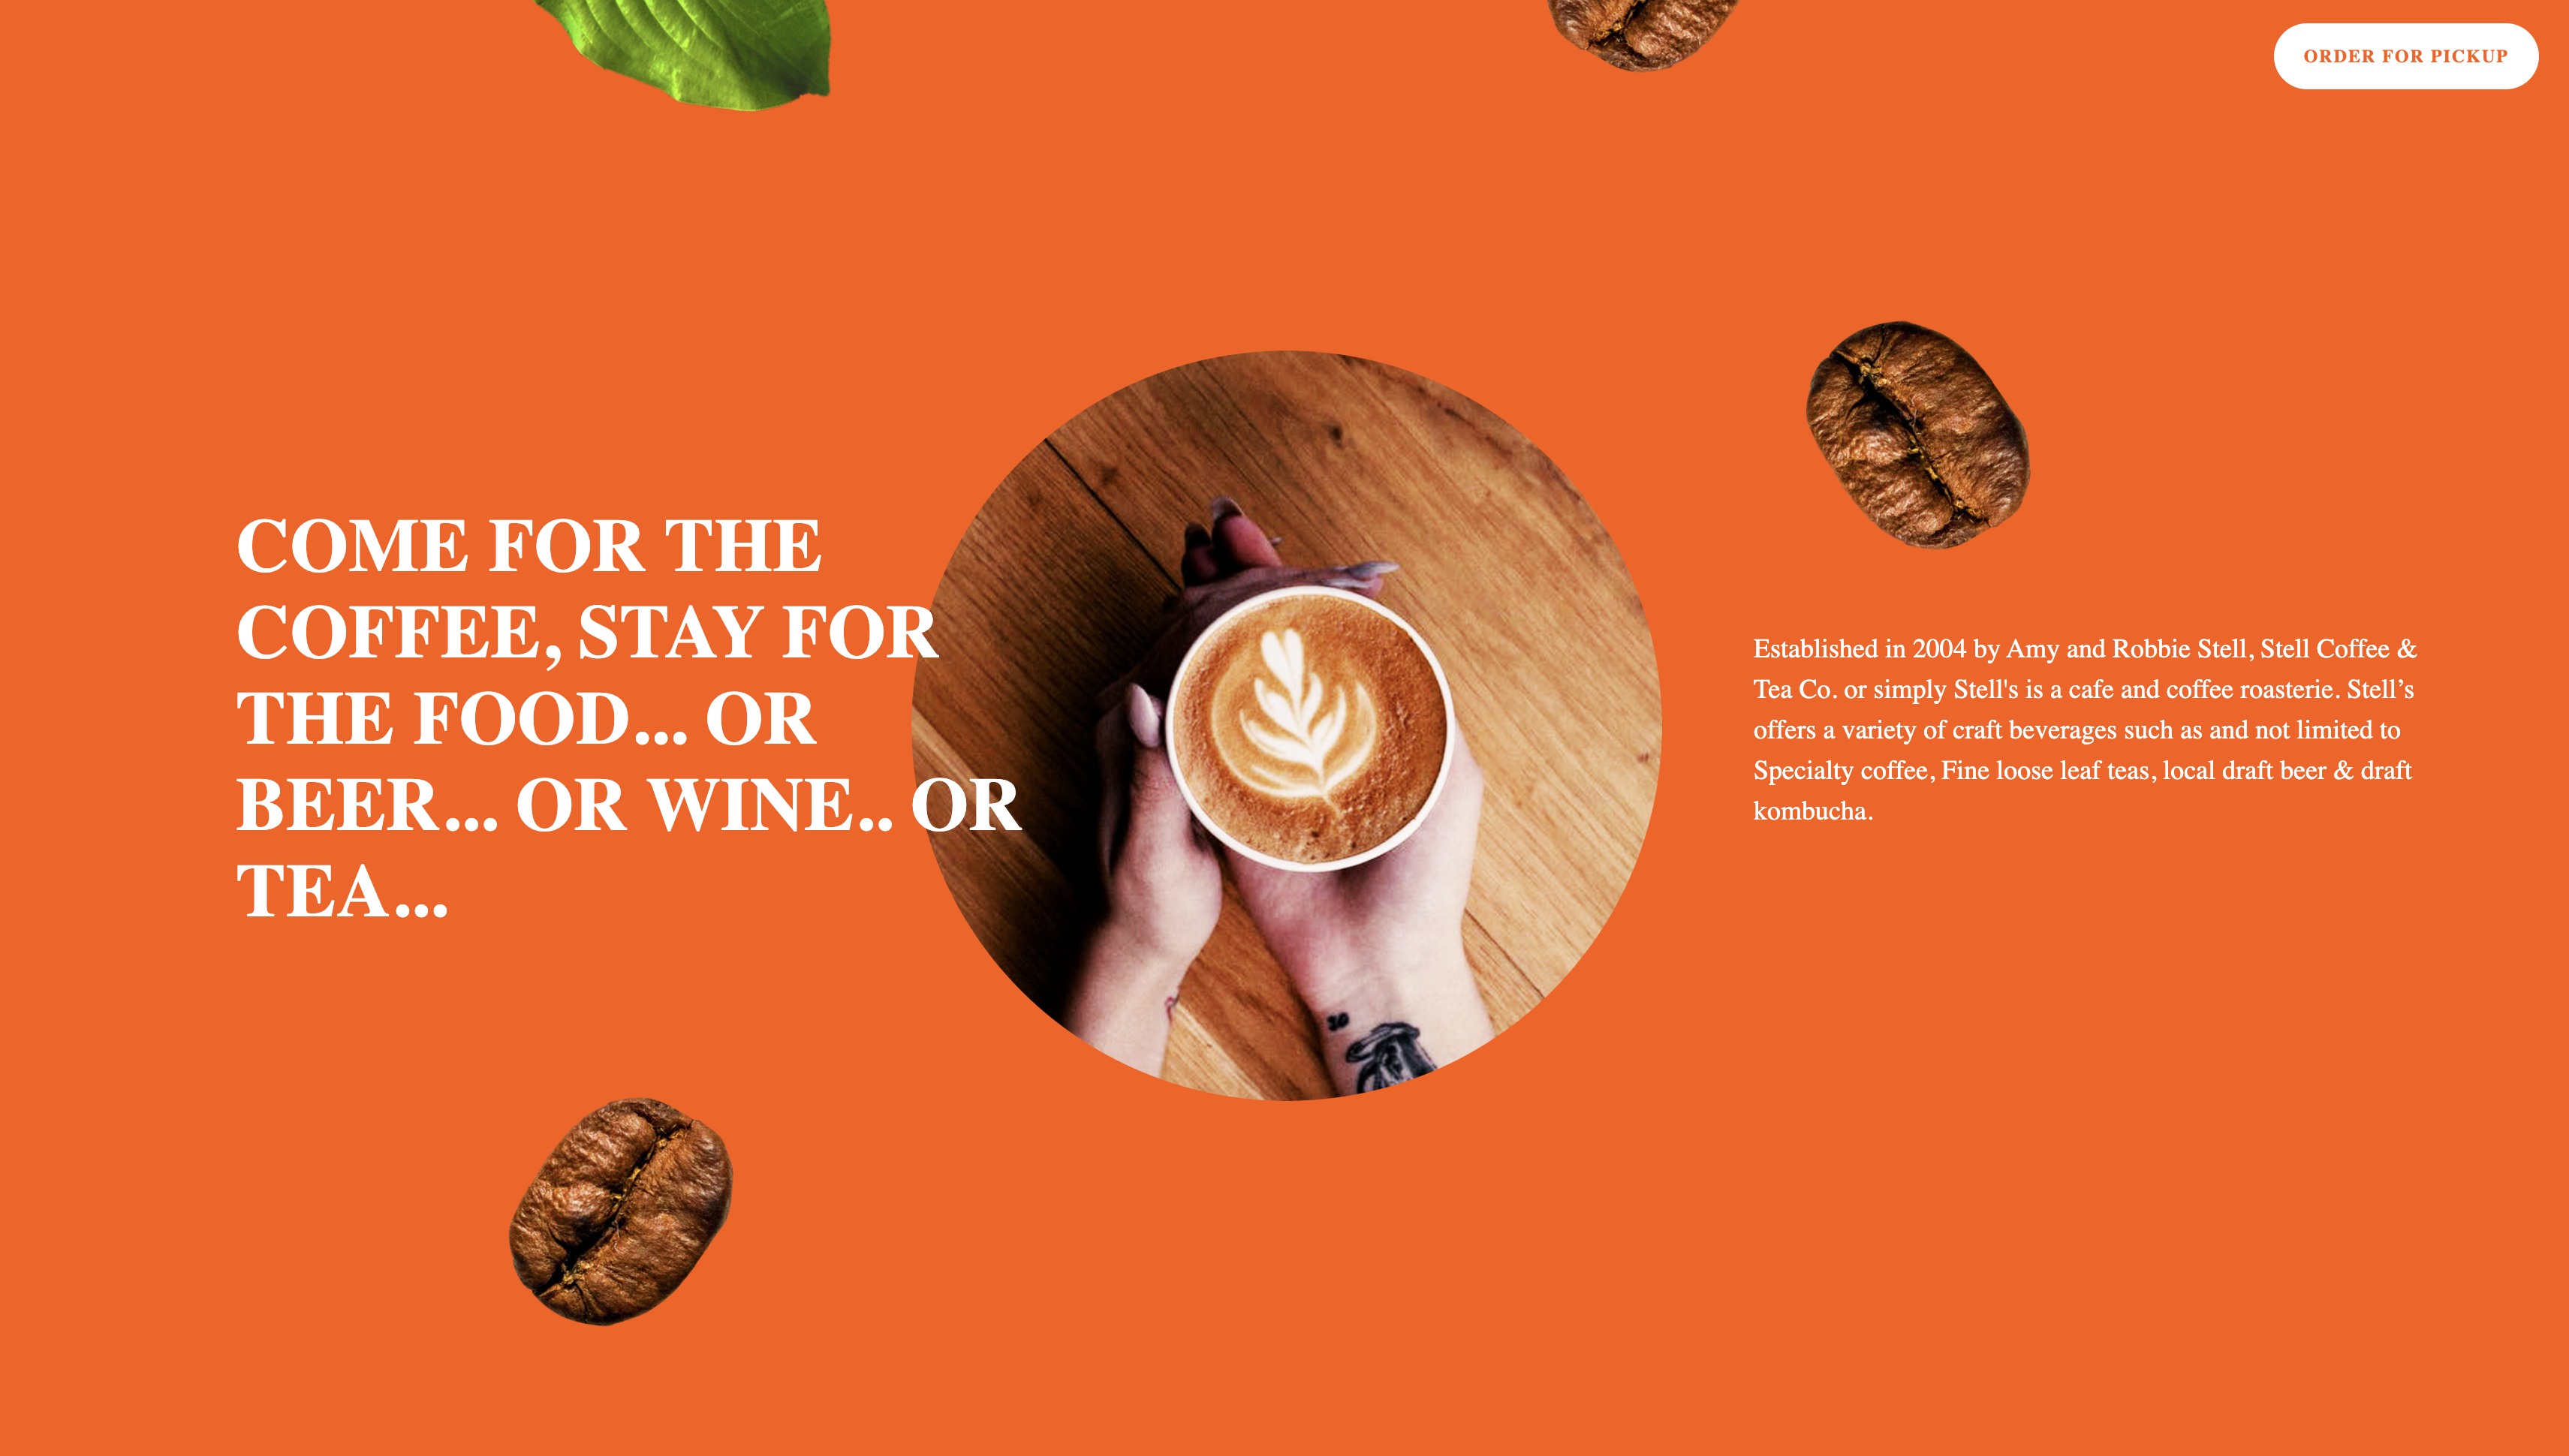 ORDER FOR PICKUP
COME FOR THE
COFFEE, STAY FOR
THE FOOD... OR
BEER... OR WINE.. OR
TEA...
Established in 2004 by Amy and Robbie Stell, Stell Coffee &
Tea Co. or simply Stell's is a cafe and coffee roasterie. Stell’s
offers a variety of craft beverages such as and not limited to
Specialty coffee, Fine loose leaf teas, local draft beer & draft
kombucha.
30